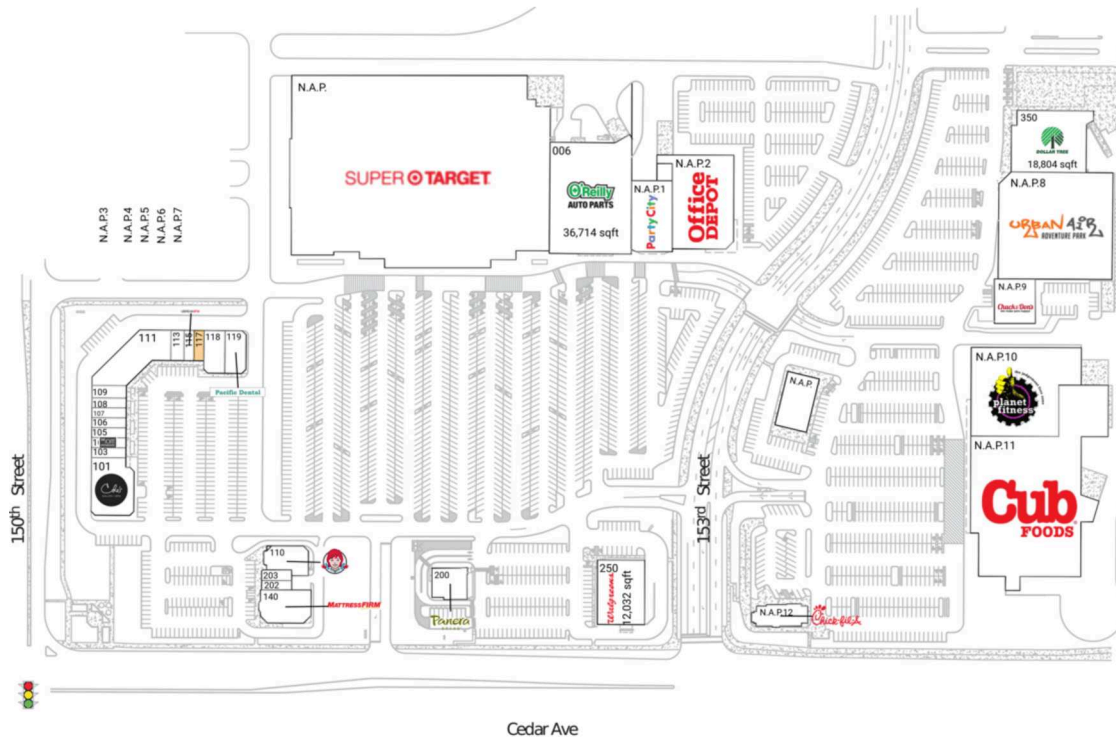 N.A.P.
SUPER TARGET
006
O'Reilly
AUTO PARTS
36,714 sqft
N.A.P.1
Party City
N.A.P.2
Office
DEPOT
350
DOLLAR TREE
18,804 sqft
N.A.P.8
URBAN AIR
ADVENTURE PARK
N.A.P.9
N.A.P.3
N.A.P.4
N.A.P.5
N.A.P.6
N.A.P.7
111
113
115
117
118
119
Pacific Dental
109
108
107
106
105
103
101
N.A.P.
N.A.P.10
planet
fitness
N.A.P.11
Cub
FOODS
150th Street
153rd Street
110
203
202
140
MATTRESSFIRM
200
Panera
250
Walgreens
12,032 sqft
N.A.P.12
Chick-fil-A
Cedar Ave